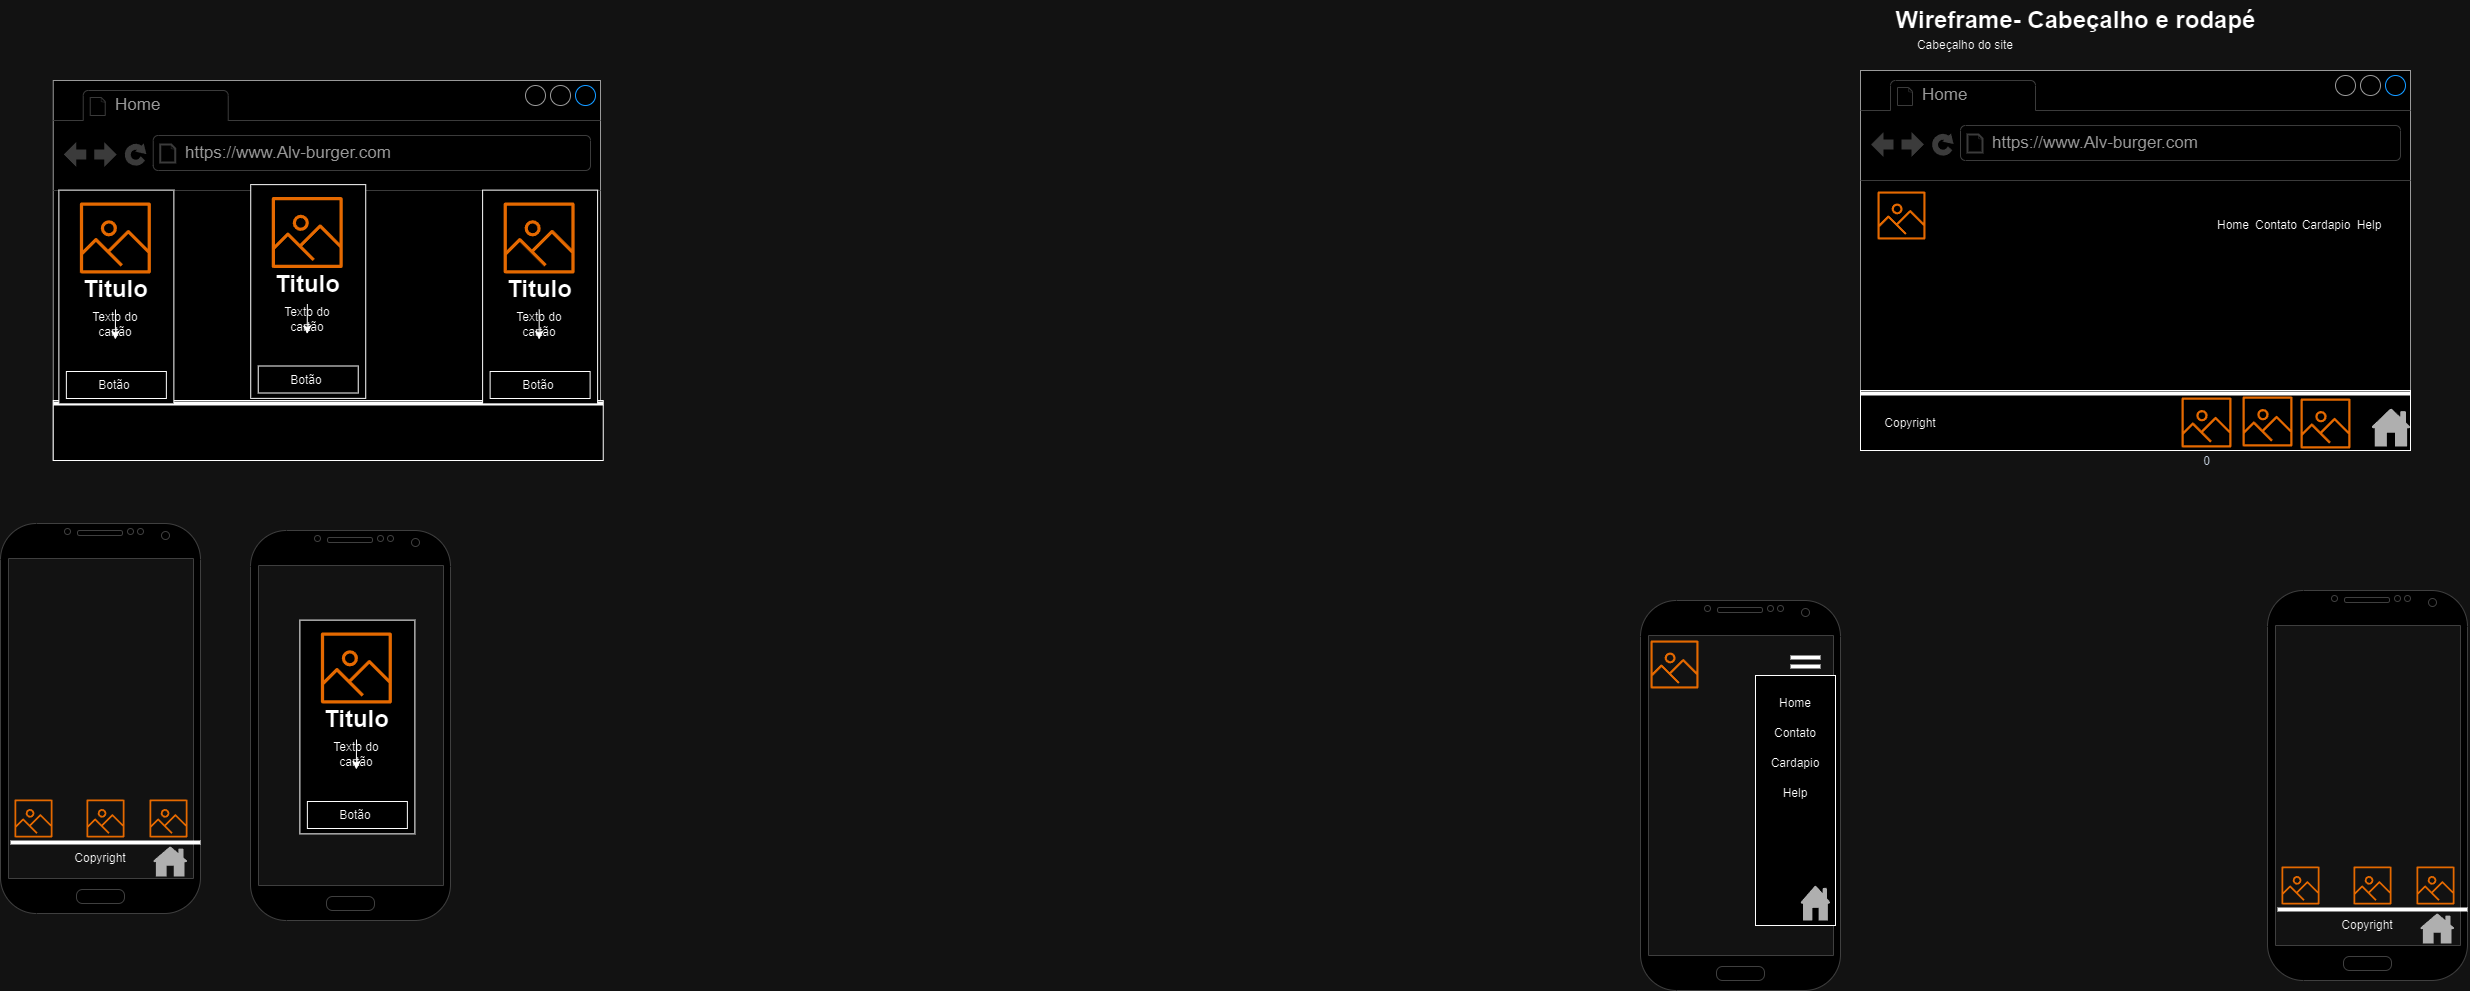 Wireframe- Cabeçalho e rodapé
Cabeçalho do site
Home
https://www.Alv-burger.com
Titulo
Texto do
cartão
Botão
Titulo
Texto do
cartão
Botão
Titulo
Texto do
cartão
Botão
Home
https://www.Alv-burger.com
Home Contato Cardapio Help
Copyright
0
Copyright
Titulo
Texto do
cartão
Botão
Home
Contato
Cardapio
Help
Copyright